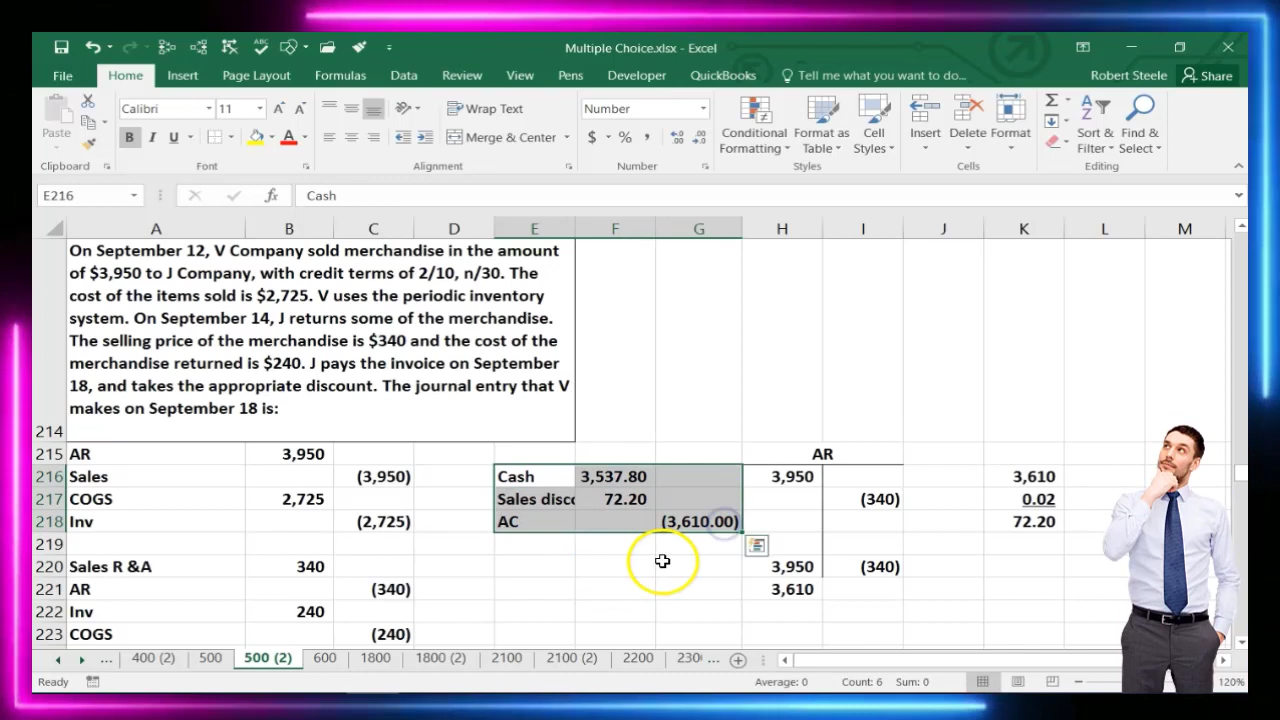 Multiple Choice.xlsx - Excel
File Home Insert Page Layout Formulas Data Review View Pens Developer QuickBooks Tell me what you want to do... Robert Steele Share
Paste
Calibri 11
B I U A
Wrap Text
Merge & Center
Number
$ % ,
Conditional Formatting
Format as Table
Cell Styles
Insert Delete Format
Sort & Filter
Find & Select
Clipboard Font Alignment Number Styles Cells Editing
E216 fx Cash
A B C D E F G H I J K L M
On September 12, V Company sold merchandise in the amount
of $3,950 to J Company, with credit terms of 2/10, n/30. The
cost of the items sold is $2,725. V uses the periodic inventory
system. On September 14, J returns some of the merchandise.
The selling price of the merchandise is $340 and the cost of the
merchandise returned is $240. J pays the invoice on September
18, and takes the appropriate discount. The journal entry that V
makes on September 18 is:
214
215 AR 3,950 AR
216 Sales (3,950) Cash 3,537.80 3,950 3,610
217 COGS 2,725 Sales disco 72.20 (340) 0.02
218 Inv (2,725) AC (3,610.00) 72.20
219
220 Sales R &A 340 3,950 (340)
221 AR (340) 3,610
222 Inv 240
223 COGS (240)
... 400 (2) 500 500 (2) 600 1800 1800 (2) 2100 2100 (2) 2200 230 ...
Ready Average: 0 Count: 6 Sum: 0 120%